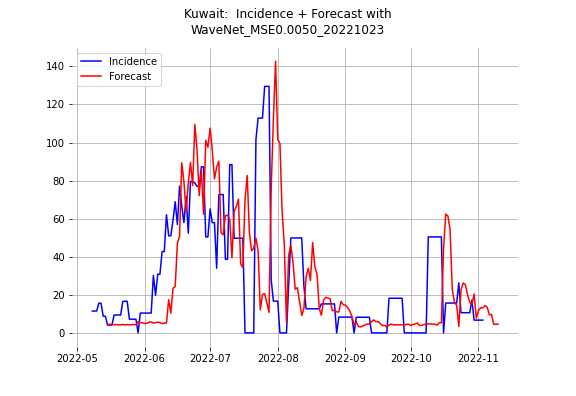 Kuwait:  Incidence + Forecast with
WaveNet_MSE0.0050_20221023
Incidence
Forecast
140
120
100
80
60
40
20
0
2022-05 2022-06 2022-07 2022-08 2022-09 2022-10 2022-11